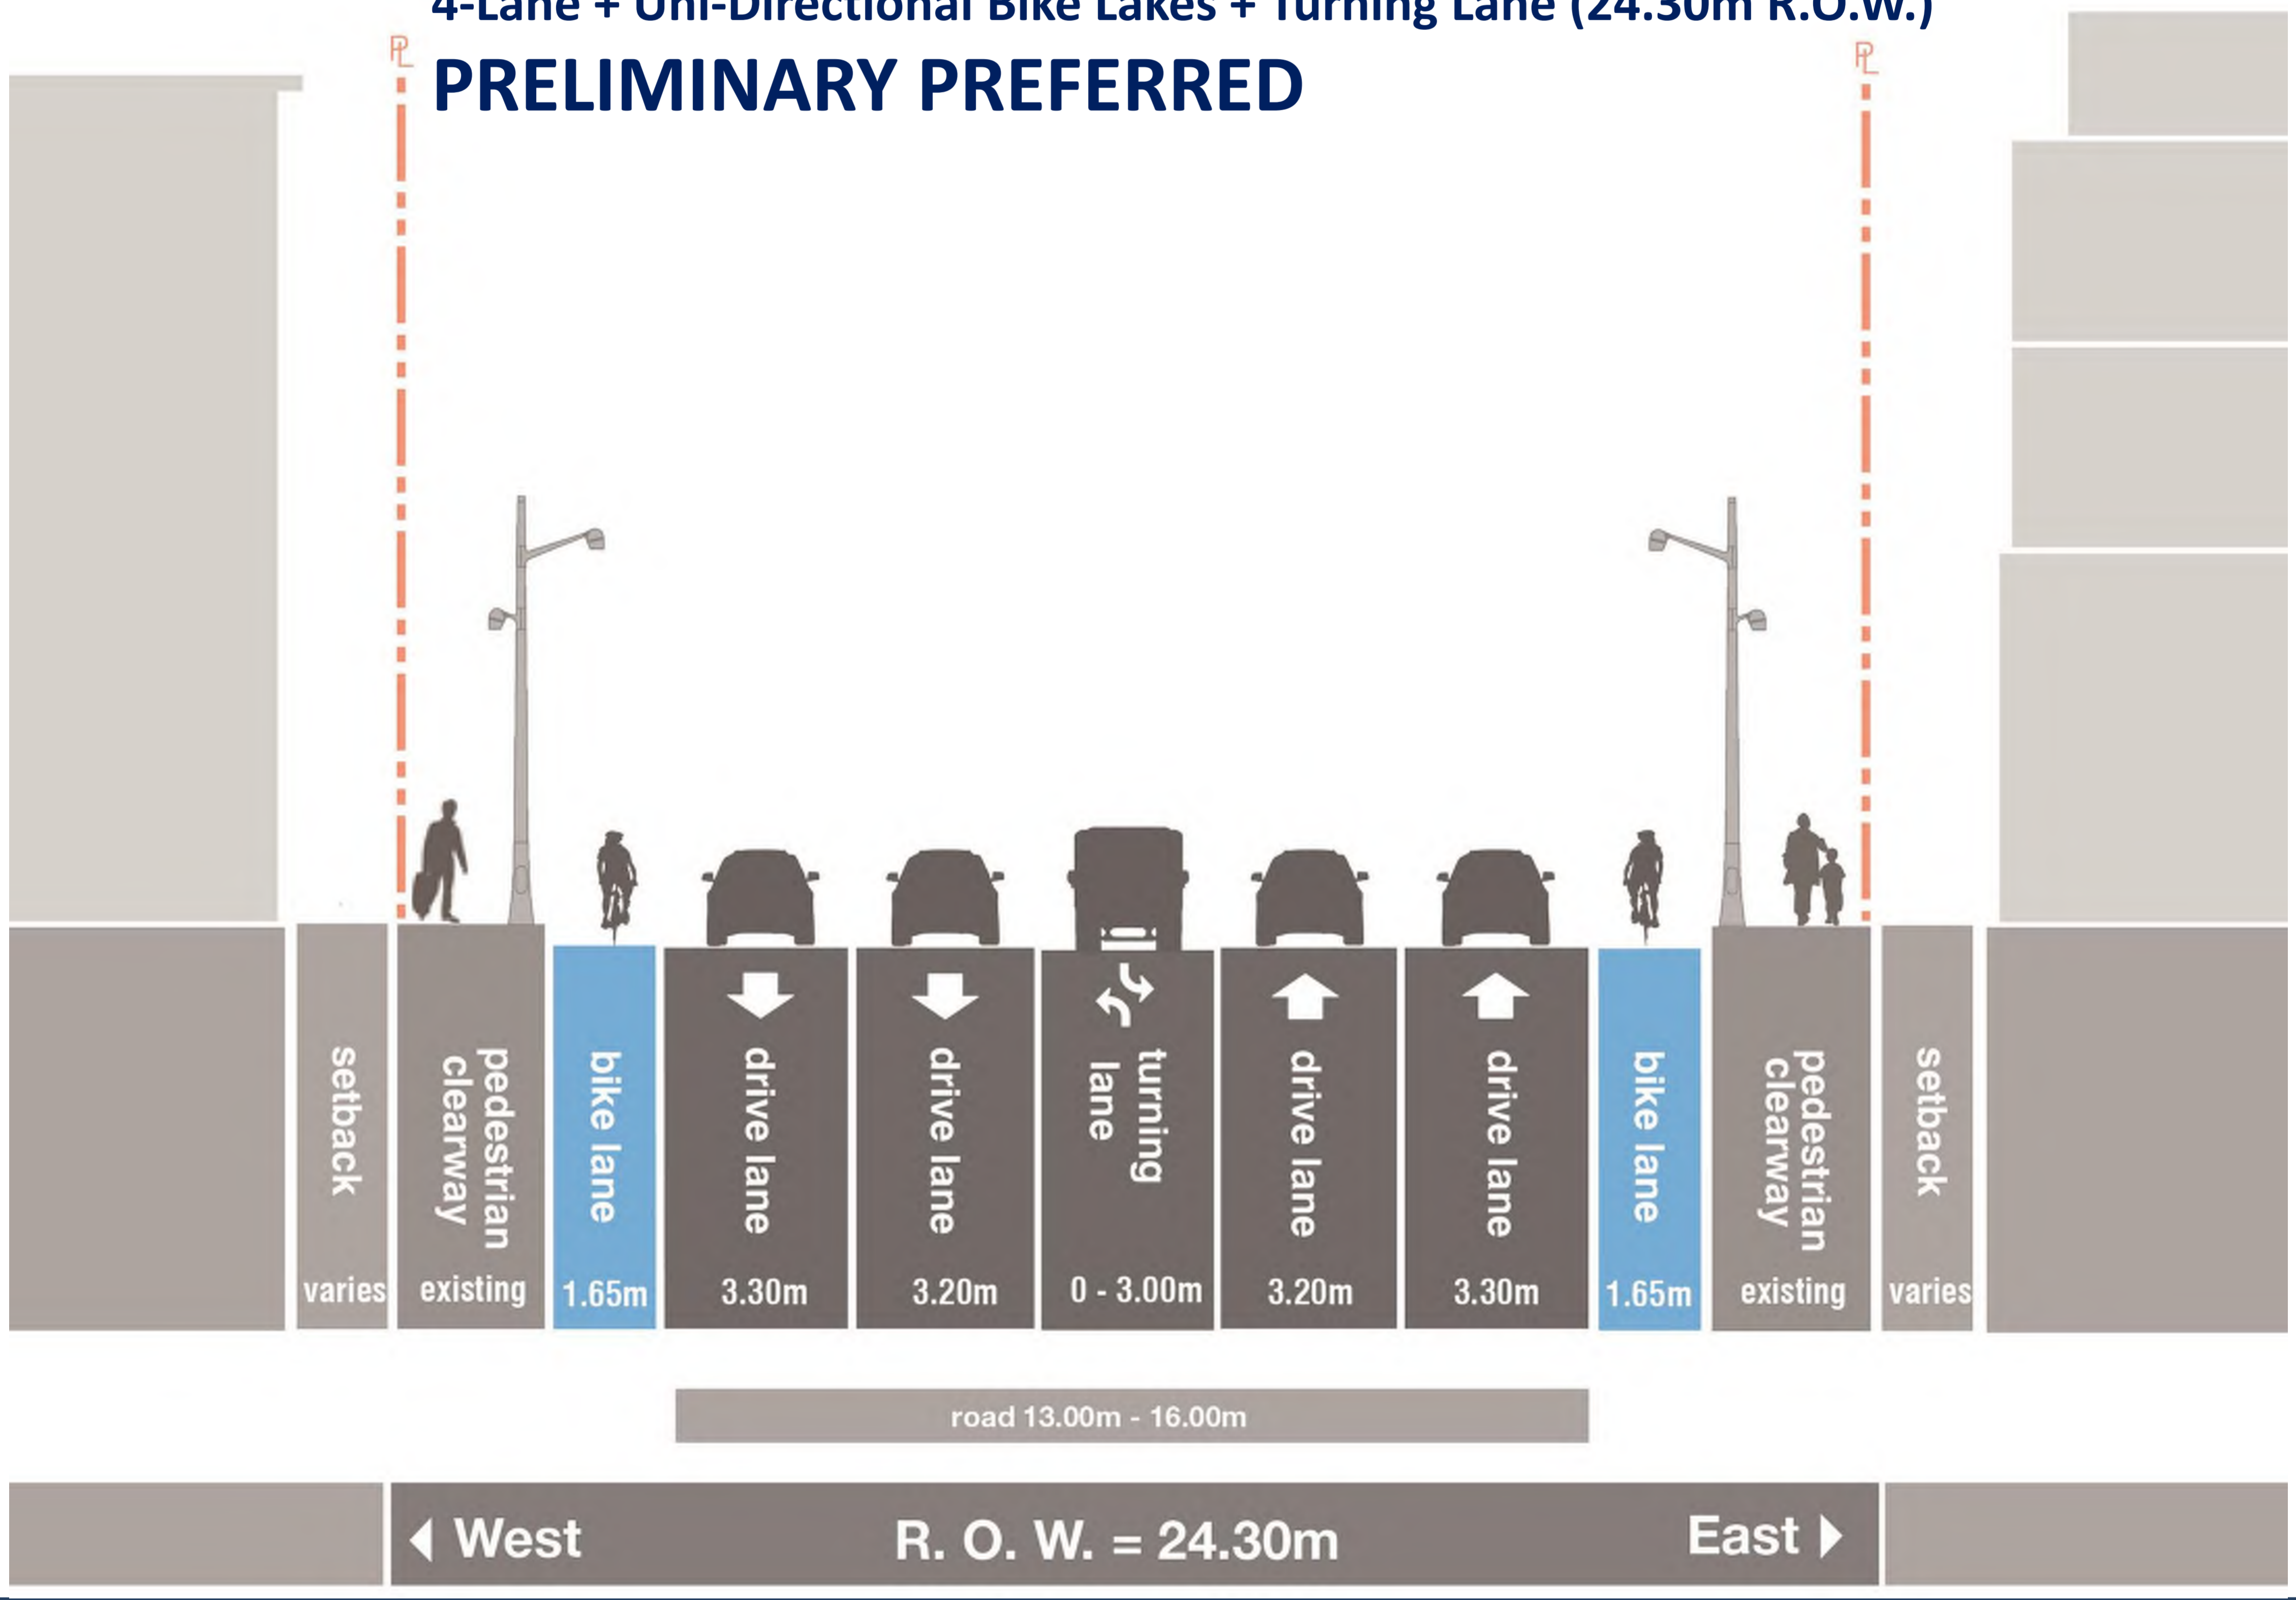 4-Lane + Uni-Directional Bike Lakes + Turning Lane (24.30m R.O.W.)
PRELIMINARY PREFERRED
PL
PL
setback
varies
pedestrian
clearway
existing
bike lane
1.65m
drive lane
3.30m
drive lane
3.20m
turning
lane
0 - 3.00m
drive lane
3.20m
drive lane
3.30m
bike lane
1.65m
pedestrian
clearway
existing
setback
varies
road 13.00m - 16.00m
West
R. O. W. = 24.30m
East